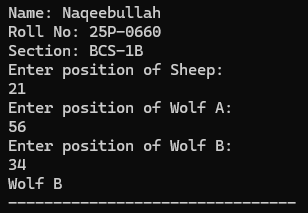 Name: Naqeebullah
Roll No: 25P-0660
Section: BCS-1B
Enter position of Sheep:
21
Enter position of Wolf A:
56
Enter position of Wolf B:
34
Wolf B
--------------------------------